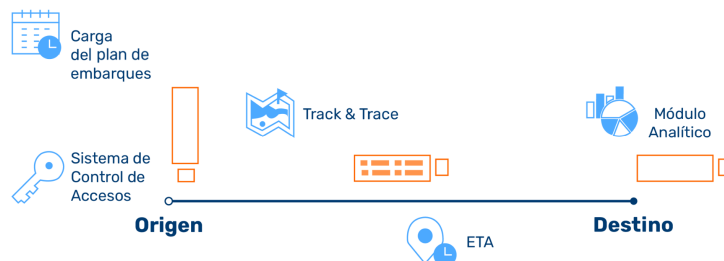 Carga
del plan de
embarques
Track & Trace
Módulo
Analítico
Sistema de
Control de
Accesos
Origen
Destino
ETA